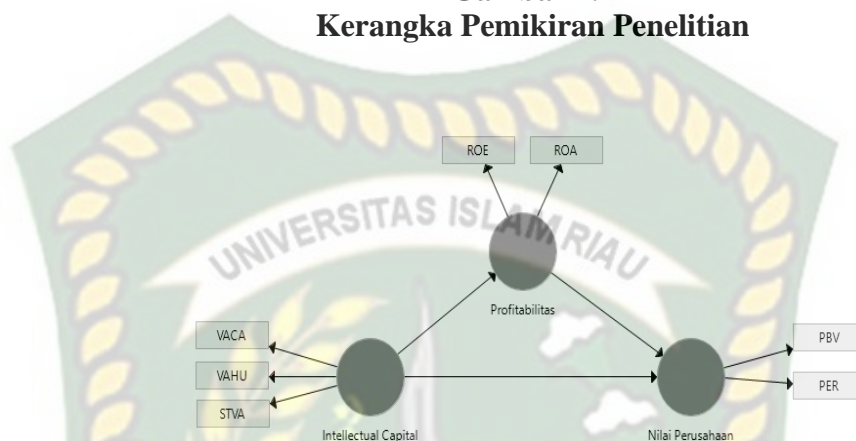 Kerangka Pemikiran Penelitian
UNIVERSITAS ISLAM RIAU
ROE
ROA
Profitabilitas
VACA
VAHU
STVA
PBV
PER
Intellectual Capital
Nilai Perusahaan